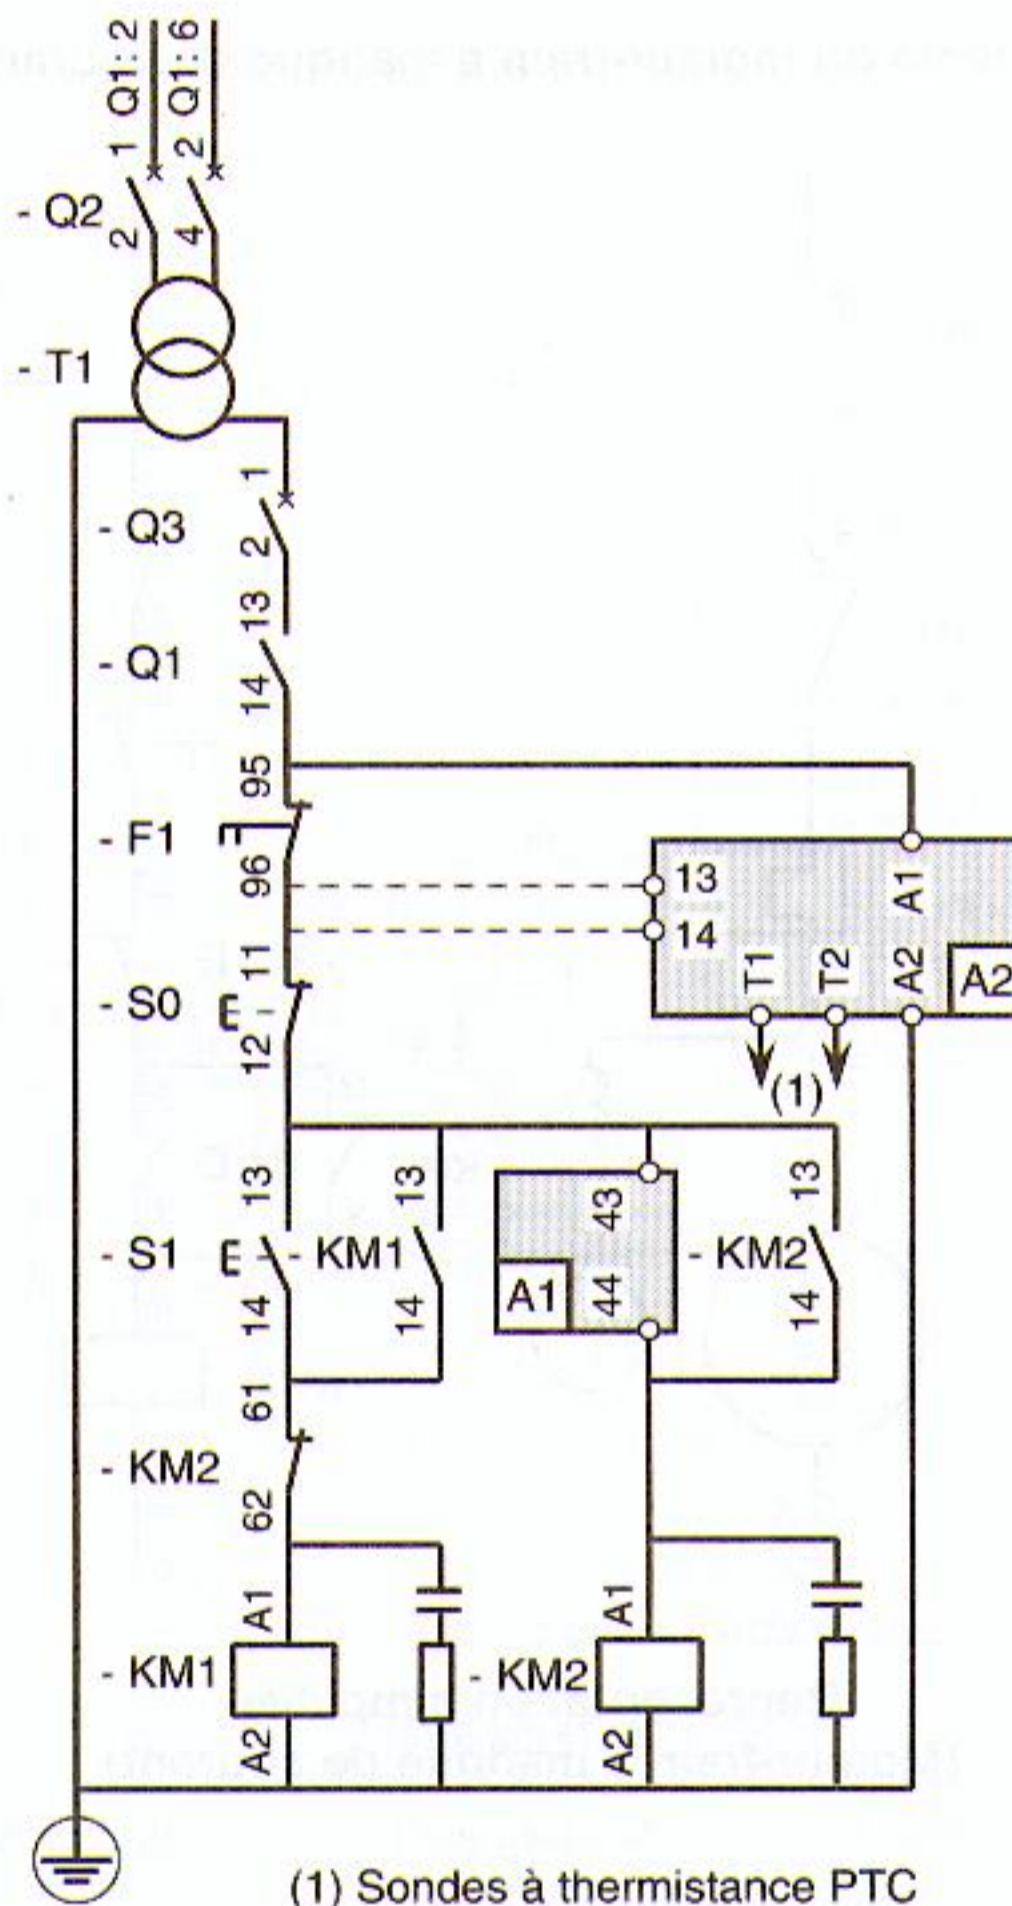 Q1 2
Q1 6
1
2
- Q2
2
4
- T1
1
- Q3
2
13
- Q1
14
95
- F1
96
13
A1
14
11
T1
T2
A2
A2
- S0
E
12
(1)
13
13
43
13
- S1
E
- KM1
- KM2
14
14
A1
44
14
61
- KM2
62
A1
A1
- KM1
- KM2
A2
A2
(1) Sondes à thermistance PTC